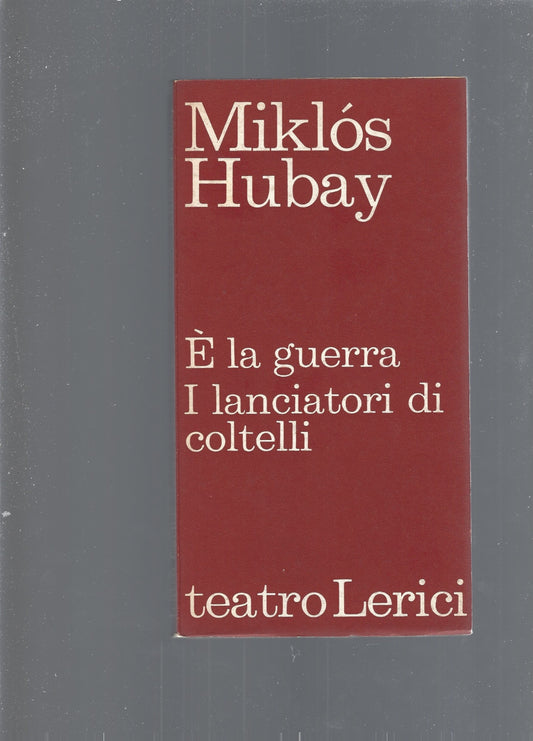 Miklós
Hubay
È la guerra
I lanciatori di
coltelli
teatro Lerici